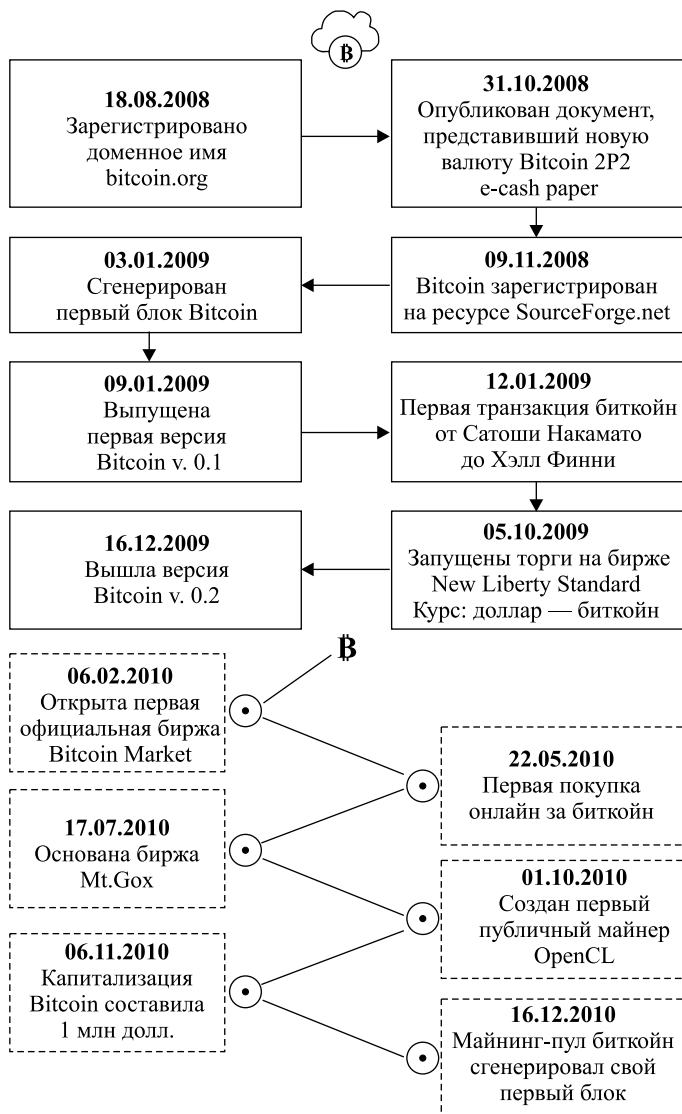 18.08.2008
Зарегистрировано
доменное имя
bitcoin.org
31.10.2008
Опубликован документ,
представивший новую
валюту Bitcoin 2P2
e-cash paper
09.11.2008
Bitcoin зарегистрирован
на ресурсе SourceForge.net
03.01.2009
Сгенерирован
первый блок Bitcoin
09.01.2009
Выпущена
первая версия
Bitcoin v. 0.1
12.01.2009
Первая транзакция биткойн
от Сатоши Накамато
до Хэлл Финни
05.10.2009
Запущены торги на бирже
New Liberty Standard
Курс: доллар — биткойн
16.12.2009
Вышла версия
Bitcoin v. 0.2
06.02.2010
Открыта первая
официальная биржа
Bitcoin Market
22.05.2010
Первая покупка
онлайн за биткойн
17.07.2010
Основана биржа
Mt.Gox
01.10.2010
Создан первый
публичный майнер
OpenCL
06.11.2010
Капитализация
Bitcoin составила
1 млн долл.
16.12.2010
Майнинг-пул биткойн
сгенерировал свой
первый блок